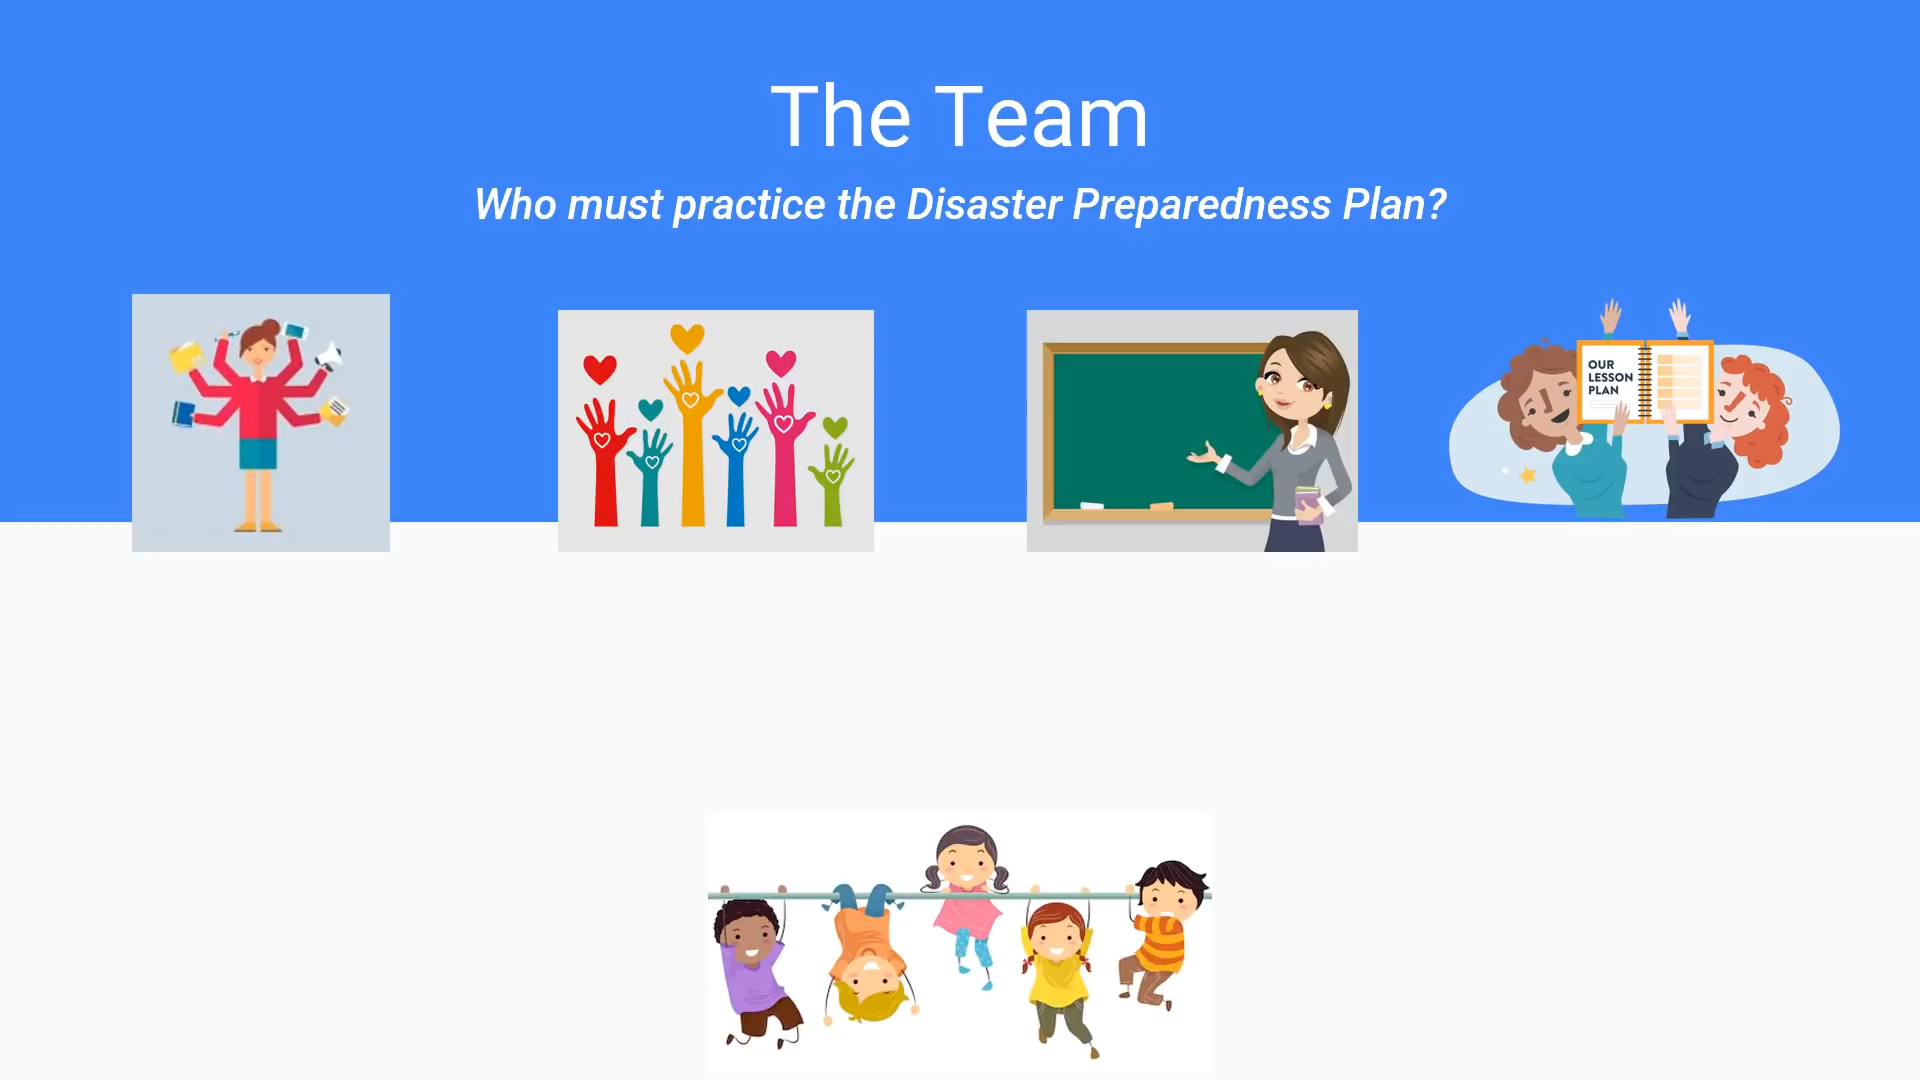 The Team
Who must practice the Disaster Preparedness Plan?
OUR
LESSON
PLAN